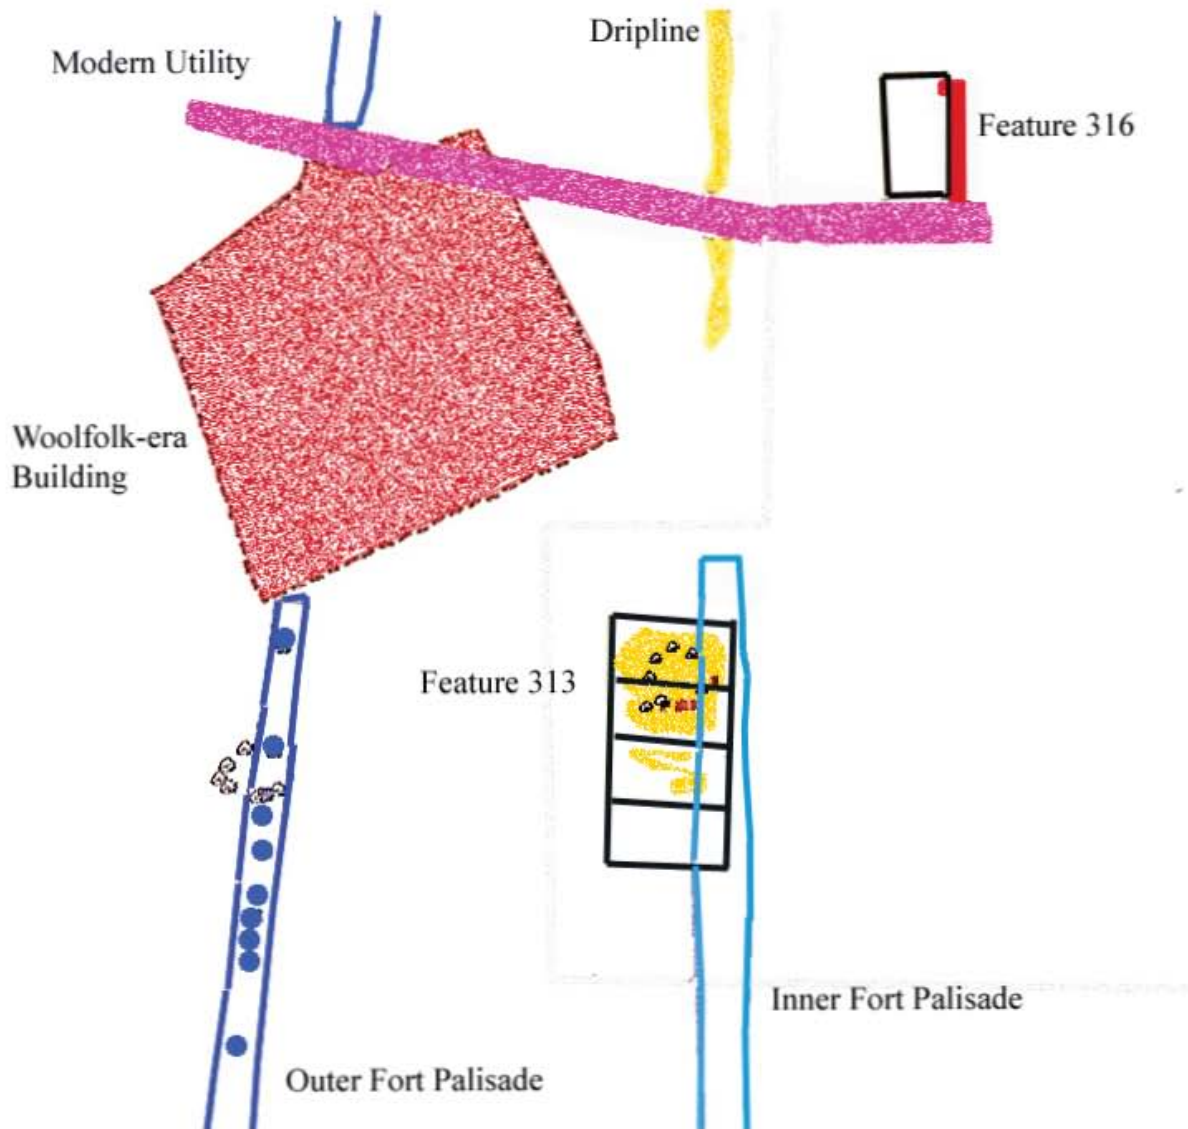 Dripline
Modern Utility
Feature 316
Woolfolk-era
Building
Feature 313
Inner Fort Palisade
Outer Fort Palisade